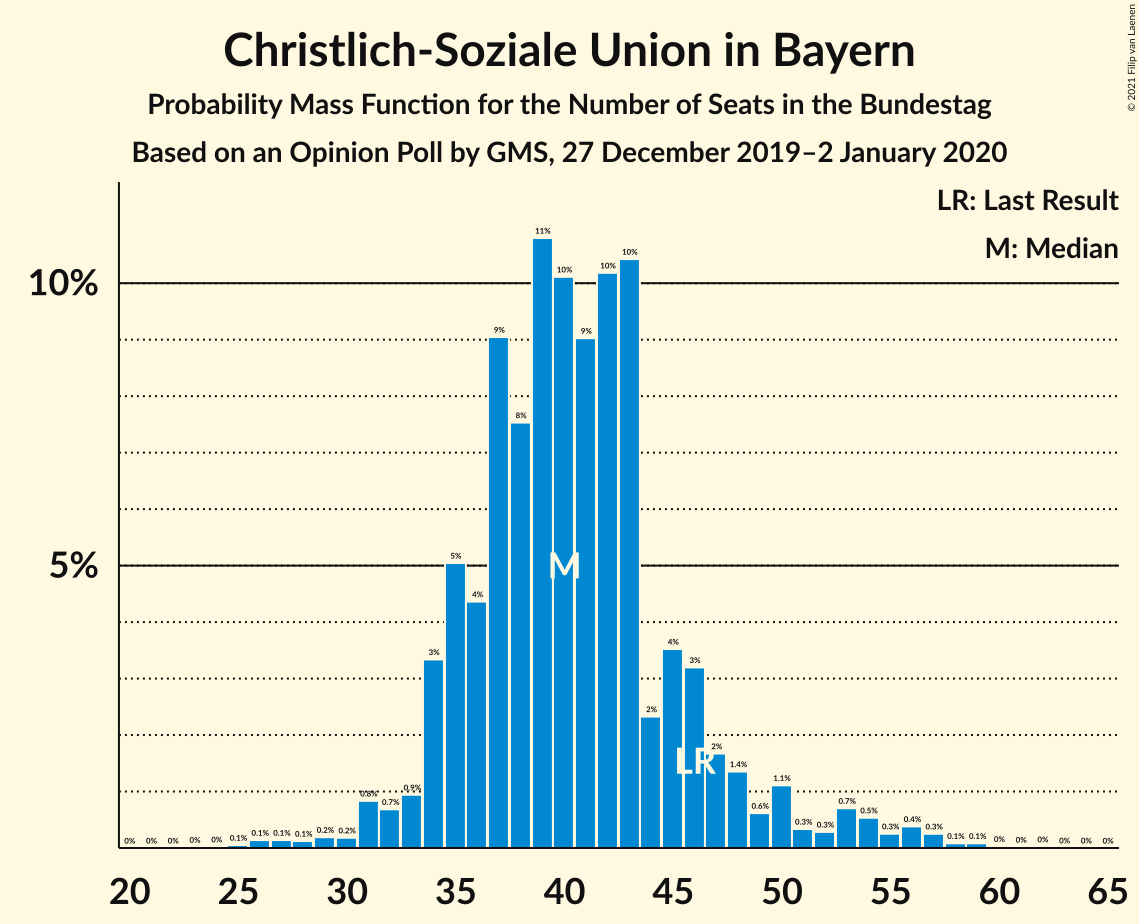 Christlich-Soziale Union in Bayern
Probability Mass Function for the Number of Seats in the Bundestag
Based on an Opinion Poll by GMS, 27 December 2019–2 January 2020
© 2021 Filip van Laenen
LR: Last Result
M: Median
10%
5%
0% 0% 0% 0% 0% 0.1% 0.1% 0.1% 0.1% 0.2% 0.2% 0.8% 0.7% 0.9% 3% 5% 4% 9% 8% 11% 10% 9% 10% 10% 2% 4% 3% 2% 1.4% 0.6% 1.1% 0.3% 0.3% 0.7% 0.5% 0.3% 0.4% 0.3% 0.1% 0.1% 0% 0% 0% 0% 0% 0%
M
LR
20 25 30 35 40 45 50 55 60 65